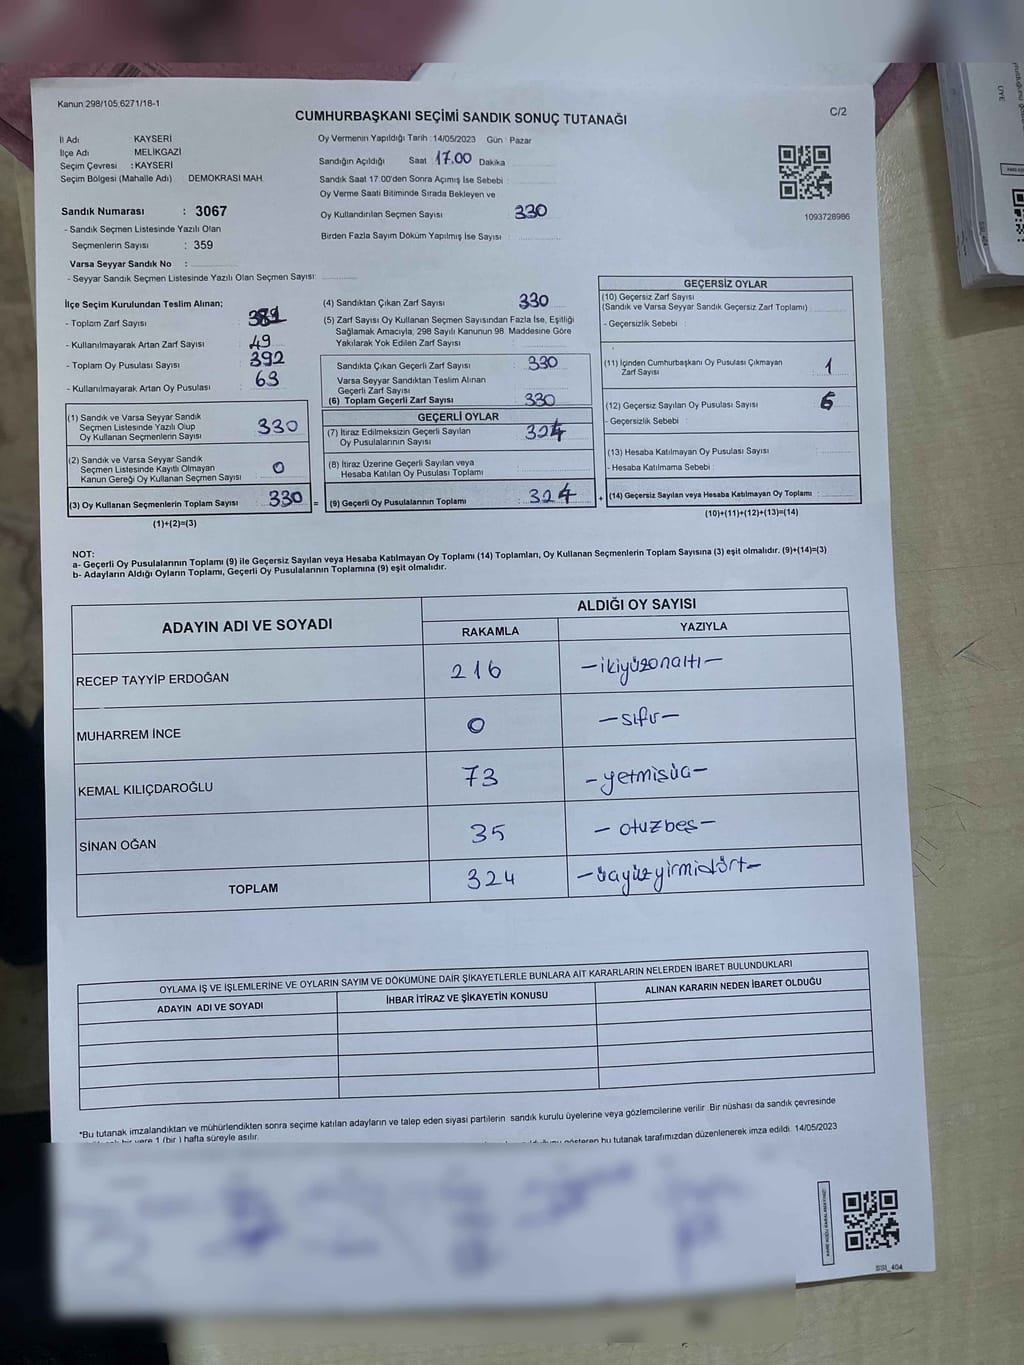 Kanun 298/105,6271/18-1
C/2
CUMHURBAŞKANI SEÇİMİ SANDIK SONUÇ TUTANAĞI
İl Adı KAYSERİ
İlçe Adı MELİKGAZİ
Seçim Çevresi : KAYSERİ
Seçim Bölgesi (Mahalle Adı) DEMOKRASI MAH.
Sandık Numarası : 3067
- Sandık Seçmen Listesinde Yazılı Olan
Seçmenlerin Sayısı : 359
Varsa Seyyar Sandık No :
- Seyyar Sandık Seçmen Listesinde Yazılı Olan Seçmen Sayısı:
Oy Vermenin Yapıldığı Tarih : 14/05/2023 Gün : Pazar
Sandığın Açıldığı Saat 17.00 Dakika
Sandık Saat 17:00'den Sonra Açımış İse Sebebi :
Oy Verme Saati Bitiminde Sırada Bekleyen ve
Oy Kullandırılan Seçmen Sayısı 330
Birden Fazla Sayım Döküm Yapılmış İse Sayısı :
1093728986
İlçe Seçim Kurulundan Teslim Alınan;
- Toplam Zarf Sayısı
- Kullanılmayarak Artan Zarf Sayısı 49
- Toplam Oy Pusulası Sayısı 392
- Kullanılmayarak Artan Oy Pusulası 63
(1) Sandık ve Varsa Seyyar Sandık
Seçmen Listesinde Yazılı Olup
Oy Kullanan Seçmenlerin Sayısı 330
(2) Sandık ve Varsa Seyyar Sandık
Seçmen Listesinde Kayıtlı Olmayan
Kanun Gereği Oy Kullanan Seçmen Sayısı 0
(3) Oy Kullanan Seçmenlerin Toplam Sayısı 330 =
(1)+(2)=(3)
(4) Sandıktan Çıkan Zarf Sayısı 330
(5) Zarf Sayısı Oy Kullanan Seçmen Sayısından Fazla İse, Eşitliği
Sağlamak Amacıyla; 298 Sayılı Kanunun 98. Maddesine Göre
Yakılarak Yok Edilen Zarf Sayısı
Sandıkta Çıkan Geçerli Zarf Sayısı 330
Varsa Seyyar Sandıktan Teslim Alınan
Geçerli Zarf Sayısı
(6) Toplam Geçerli Zarf Sayısı 330
GEÇERLİ OYLAR
(7) İtiraz Edilmeksizin Geçerli Sayılan
Oy Pusulalarının Sayısı 324
(8) İtiraz Üzerine Geçerli Sayılan veya
Hesaba Katılan Oy Pusulası Toplamı
(9) Geçerli Oy Pusulalarının Toplamı : 324 +
GEÇERSİZ OYLAR
(10) Geçersiz Zarf Sayısı
(Sandık ve Varsa Seyyar Sandık Geçersiz Zarf Toplamı)
- Geçersizlik Sebebi :
(11) İçinden Cumhurbaşkanı Oy Pusulası Çıkmayan
Zarf Sayısı 1
(12) Geçersiz Sayılan Oy Pusulası Sayısı 6
- Geçersizlik Sebebi :
(13) Hesaba Katılmayan Oy Pusulası Sayısı
- Hesaba Katılmama Sebebi :
(14) Geçersiz Sayılan veya Hesaba Katılmayan Oy Toplamı :
(10)+(11)+(12)+(13)=(14)
NOT:
a- Geçerli Oy Pusulalarının Toplamı (9) ile Geçersiz Sayılan veya Hesaba Katılmayan Oy Toplamı (14) Toplamları, Oy Kullanan Seçmenlerin Toplam Sayısına (3) eşit olmalıdır. (9)+(14)=(3)
b- Adayların Aldığı Oyların Toplamı, Geçerli Oy Pusulalarının Toplamına (9) eşit olmalıdır.
ADAYIN ADI VE SOYADI ALDIĞI OY SAYISI
RAKAMLA YAZIYLA
RECEP TAYYİP ERDOĞAN 216 -ikiyüzonaltı-
MUHARREM İNCE 0 -sıfır-
KEMAL KILIÇDAROĞLU 73 -yetmişüç-
SİNAN OĞAN 35 -otuzbeş-
TOPLAM 324 -üçyüzyirmidört-
OYLAMA İŞ VE İŞLEMLERİNE VE OYLARIN SAYIM VE DÖKÜMÜNE DAİR ŞİKAYETLERLE BUNLARA AİT KARARLARIN NELERDEN İBARET BULUNDUKLARI
ADAYIN ADI VE SOYADI İHBAR İTİRAZ VE ŞİKAYETİN KONUSU ALINAN KARARIN NEDEN İBARET OLDUĞU
*Bu tutanak imzalandıktan ve mühürlendikten sonra seçime katılan adayların ve talep eden siyasi partilerin sandık kurulu üyelerine veya gözlemcilerine verilir. Bir nüshası da sandık çevresinde
1 (bir) hafta süreyle asılır.
gösteren bu tutanak tarafımızdan düzenlenerek imza edildi. 14/05/2023
SSI_404
ÜYE